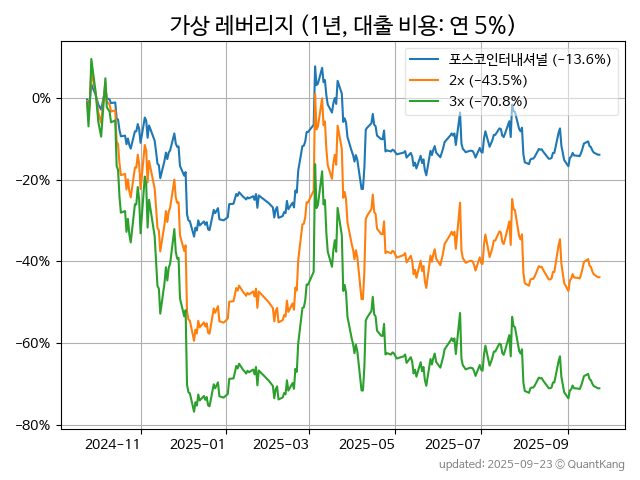 가상 레버리지 (1년, 대출 비용: 연 5%)
포스코인터내셔널 (−13.6%)
2x (−43.5%)
3x (−70.8%)
0%
−20%
−40%
−60%
−80%
2024-11 2025-01 2025-03 2025-05 2025-07 2025-09
updated: 2025-09-23 © QuantKang